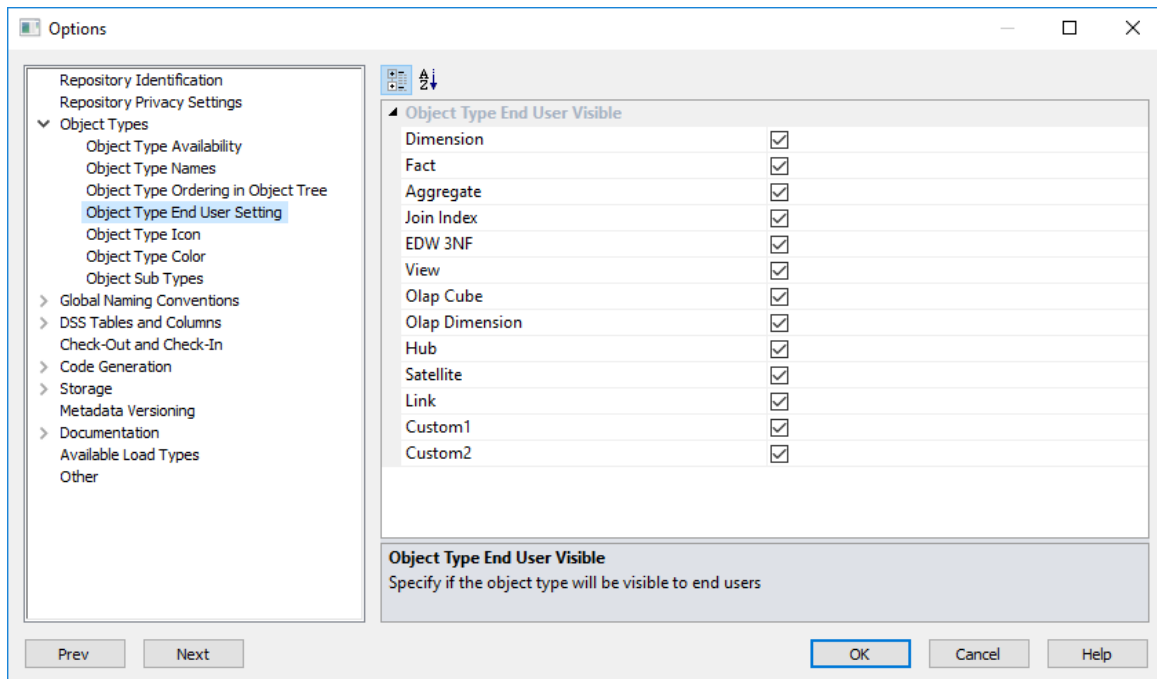 Options
Repository Identification
Repository Privacy Settings
Object Types
Object Type Availability
Object Type Names
Object Type Ordering in Object Tree
Object Type End User Setting
Object Type Icon
Object Type Color
Object Sub Types
Global Naming Conventions
DSS Tables and Columns
Check-Out and Check-In
Code Generation
Storage
Metadata Versioning
Documentation
Available Load Types
Other
Object Type End User Visible
Dimension
Fact
Aggregate
Join Index
EDW 3NF
View
Olap Cube
Olap Dimension
Hub
Satellite
Link
Custom1
Custom2
Object Type End User Visible
Specify if the object type will be visible to end users
Prev Next OK Cancel Help